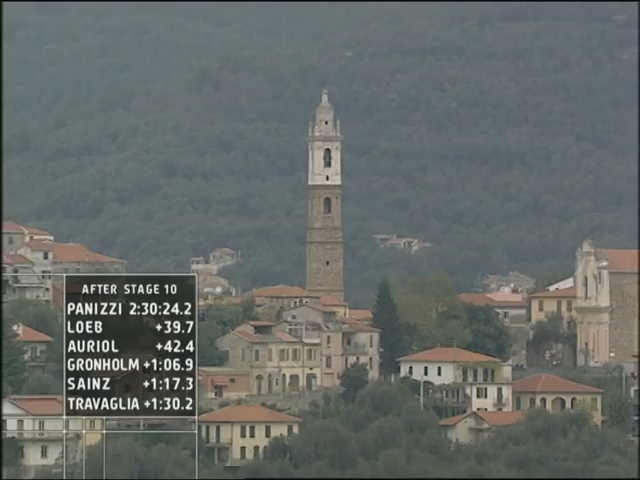 AFTER STAGE 10
PANIZZI 2:30:24.2
LOEB +39.7
AURIOL +42.4
GRONHOLM +1:06.9
SAINZ +1:17.3
TRAVAGLIA +1:30.2